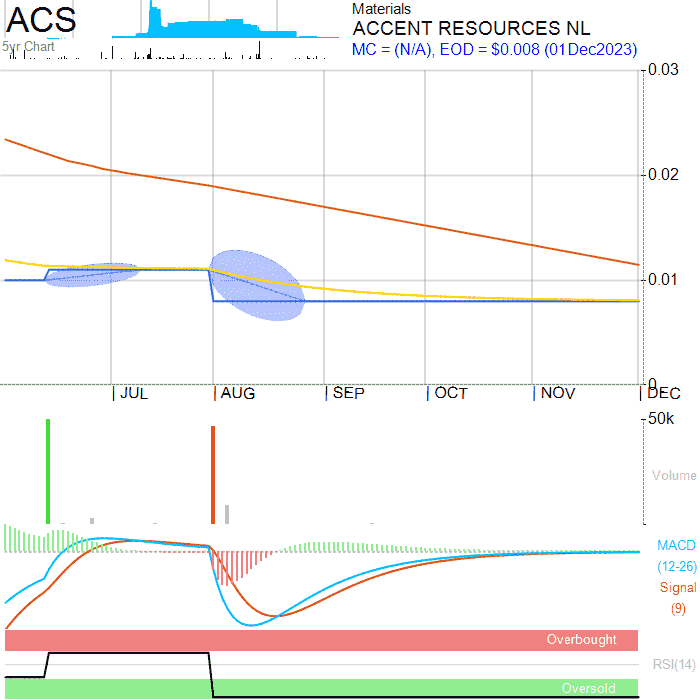 ACS
5yr Chart
Materials
ACCENT RESOURCES NL
MC = (N/A), EOD = $0.008 (01Dec2023)
0.03
0.02
0.01
0
JUL AUG SEP OCT NOV DEC
50k
Volume
MACD
(12-26)
Signal
(9)
Overbought
RSI(14)
Oversold